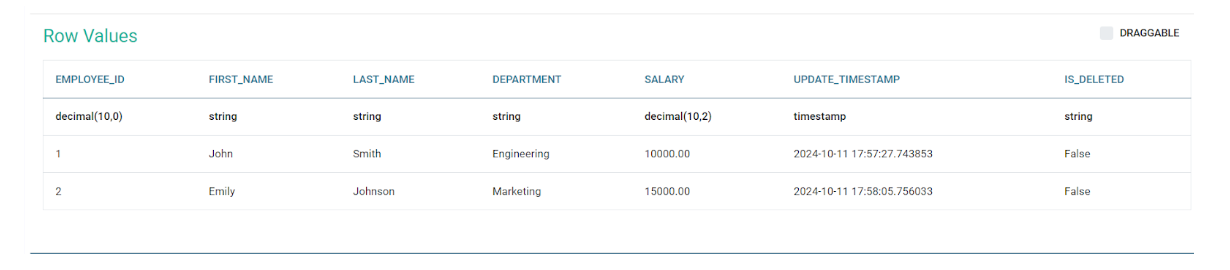 Row Values
DRAGGABLE
EMPLOYEE_ID FIRST_NAME LAST_NAME DEPARTMENT SALARY UPDATE_TIMESTAMP IS_DELETED
decimal(10,0) string string string decimal(10,2) timestamp string
1 John Smith Engineering 10000.00 2024-10-11 17:57:27.743853 False
2 Emily Johnson Marketing 15000.00 2024-10-11 17:58:05.756033 False